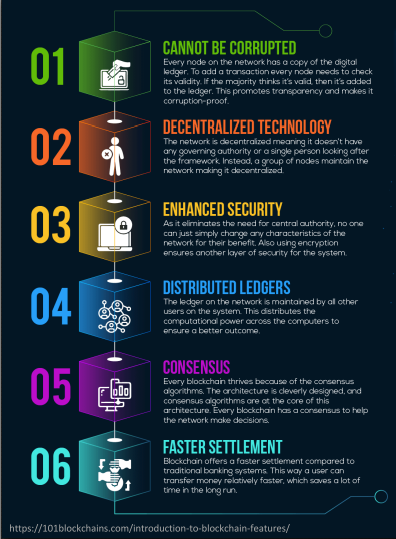 01
CANNOT BE CORRUPTED
Every node on the network has a copy of the digital
ledger. To add a transaction every node needs to check
its validity. If the majority thinks it's valid, then it's added
to the ledger. This promotes transparency and makes it
corruption-proof.
02
DECENTRALIZED TECHNOLOGY
The network is decentralized meaning it doesn't have
any governing authority or a single person looking after
the framework. Instead, a group of nodes maintain the
network making it decentralized.
03
ENHANCED SECURITY
As it eliminates the need for central authority, no one
can just simply change any characteristics of the
network for their benefit. Also using encryption
ensures another layer of security for the system.
04
DISTRIBUTED LEDGERS
The ledger on the network is maintained by all other
users on the system. This distributes the
computational power across the computers to
ensure a better outcome.
05
CONSENSUS
Every blockchain thrives because of the consensus
algorithms. The architecture is cleverly designed, and
consensus algorithms are at the core of this
architecture. Every blockchain has a consensus to help
the network make decisions.
06
FASTER SETTLEMENT
Blockchain offers a faster settlement compared to
traditional banking systems. This way a user can
transfer money relatively faster, which saves a lot of
time in the long run.
https://101blockchains.com/introduction-to-blockchain-features/